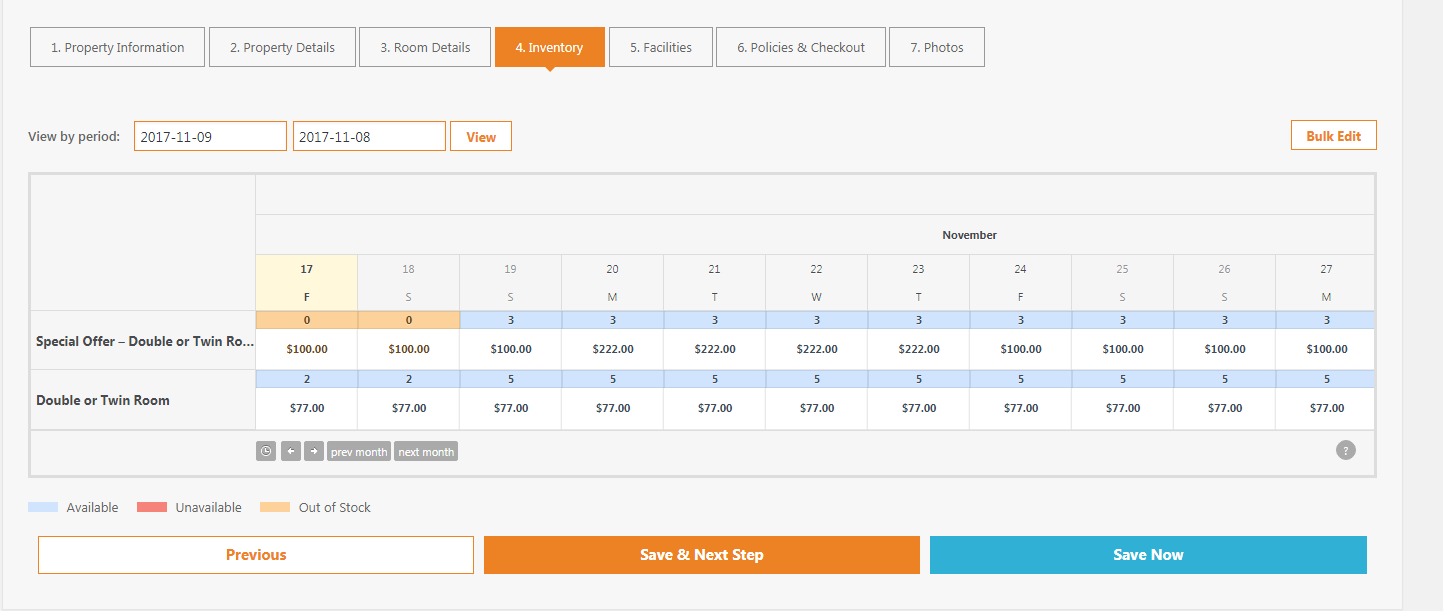 1. Property Information 2. Property Details 3. Room Details 4. Inventory 5. Facilities 6. Policies & Checkout 7. Photos
View by period: 2017-11-09 2017-11-08 View Bulk Edit
November
17 18 19 20 21 22 23 24 25 26 27
F S S M T W T F S S M
0 0 3 3 3 3 3 3 3 3 3
Special Offer – Double or Twin Ro...
$100.00 $100.00 $100.00 $222.00 $222.00 $222.00 $222.00 $100.00 $100.00 $100.00 $100.00
2 2 5 5 5 5 5 5 5 5 5
Double or Twin Room
$77.00 $77.00 $77.00 $77.00 $77.00 $77.00 $77.00 $77.00 $77.00 $77.00 $77.00
prev month next month ?
Available Unavailable Out of Stock
Previous Save & Next Step Save Now